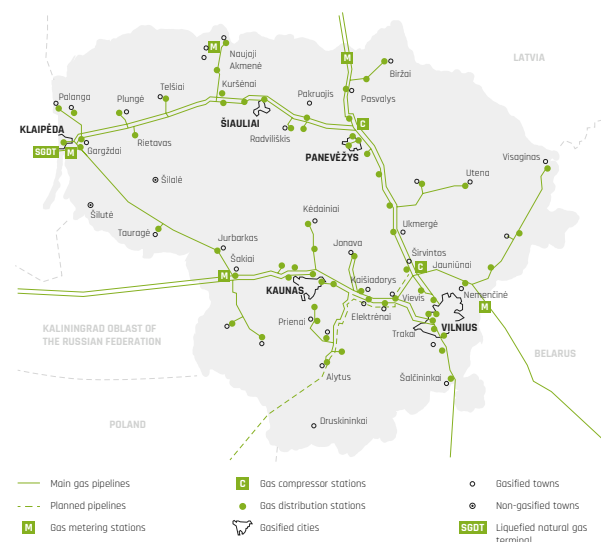 M
Naujoji
Akmenė
M
LATVIA
Biržai
Telšiai
Kuršėnai
Palanga
Plungė
Pakruojis
Pasvalys
C
KLAIPĖDA
ŠIAULIAI
Rietavas
Radviliškis
SGDT
M
Gargždai
PANEVĖŽYS
Visaginas
Utena
Šilalė
Šilutė
Kėdainiai
Ukmergė
Tauragė
Jurbarkas
Jonava
Širvintos
Šakiai
C
Jauniūnai
M
KAUNAS
Kaišiadorys
Vievis
Nemenčinė
M
Elektrėnai
Prienai
VILNIUS
KALININGRAD OBLAST OF
THE RUSSIAN FEDERATION
Trakai
BELARUS
Alytus
Šalčininkai
POLAND
Druskininkai
Main gas pipelines
C
Gas compressor stations
Gasified towns
Planned pipelines
Gas distribution stations
Non-gasified towns
M
Gas metering stations
Gasified cities
SGDT
Liquefied natural gas
terminal